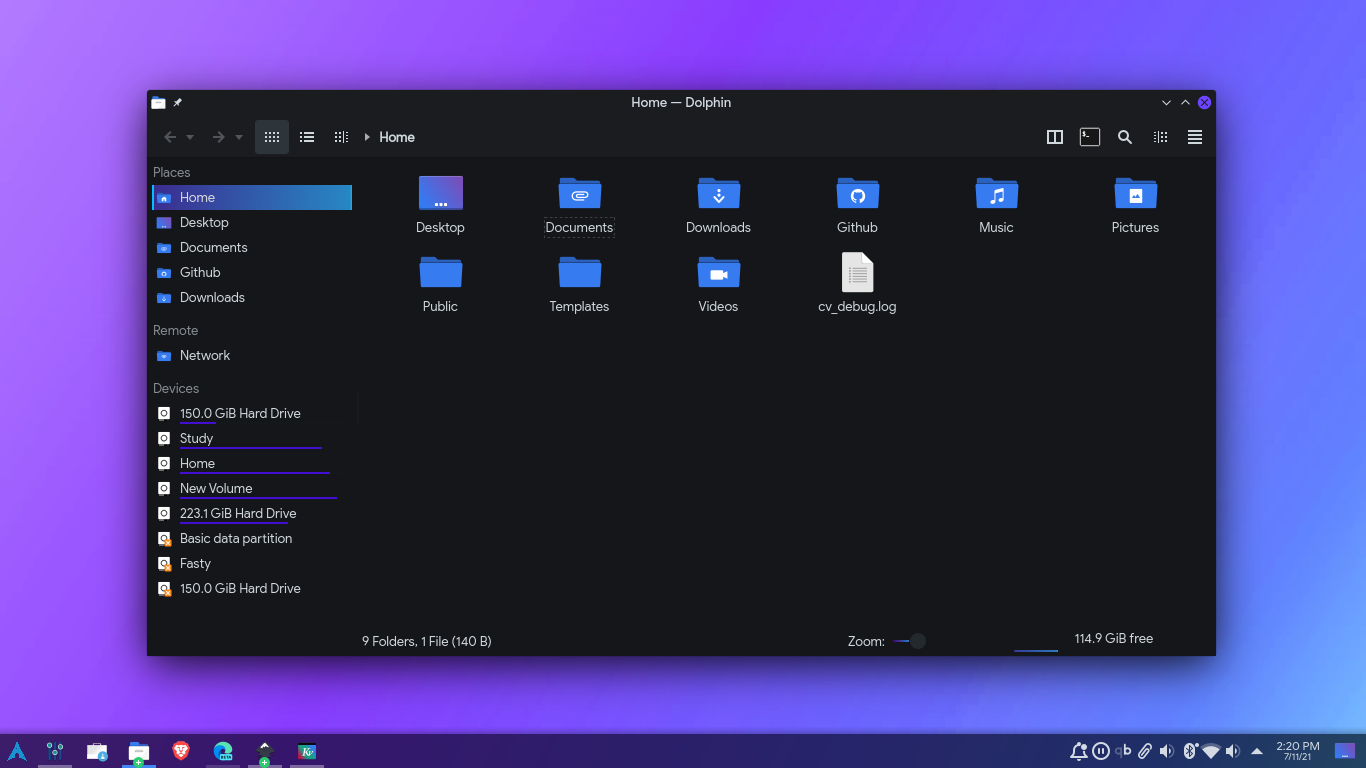 Home — Dolphin
Home
Places
Home
Desktop
Documents
Github
Downloads
Remote
Network
Devices
150.0 GiB Hard Drive
Study
Home
New Volume
223.1 GiB Hard Drive
Basic data partition
Fasty
150.0 GiB Hard Drive
Desktop
Documents
Downloads
Github
Music
Pictures
Public
Templates
Videos
cv_debug.log
9 Folders, 1 File (140 B)
Zoom:
114.9 GiB free
BETA
Kv
qb
2:20 PM
7/11/21